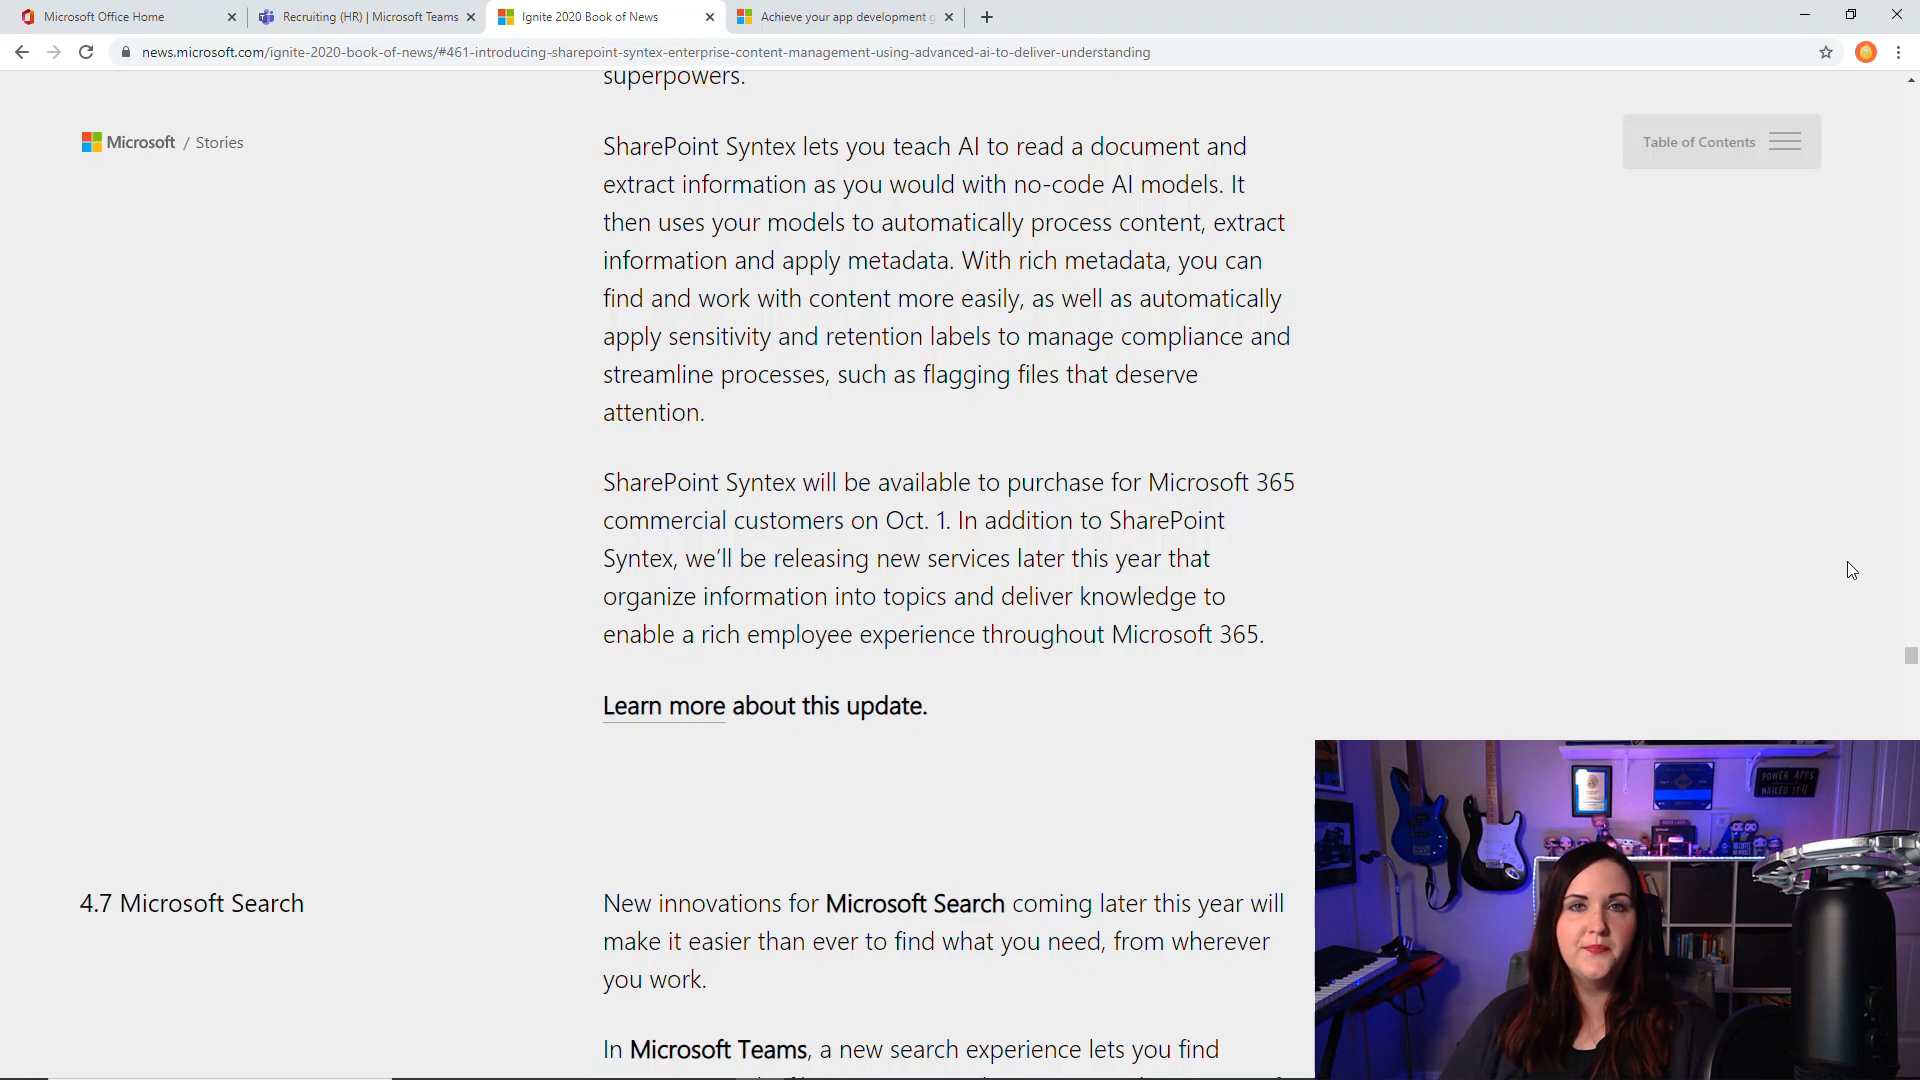 Microsoft Office Home
Recruiting (HR) | Microsoft Teams
Ignite 2020 Book of News
Achieve your app development g
news.microsoft.com/ignite-2020-book-of-news/#461-introducing-sharepoint-syntex-enterprise-content-management-using-advanced-ai-to-deliver-understanding
superpowers.
Microsoft / Stories
Table of Contents
SharePoint Syntex lets you teach AI to read a document and
extract information as you would with no-code AI models. It
then uses your models to automatically process content, extract
information and apply metadata. With rich metadata, you can
find and work with content more easily, as well as automatically
apply sensitivity and retention labels to manage compliance and
streamline processes, such as flagging files that deserve
attention.
SharePoint Syntex will be available to purchase for Microsoft 365
commercial customers on Oct. 1. In addition to SharePoint
Syntex, we’ll be releasing new services later this year that
organize information into topics and deliver knowledge to
enable a rich employee experience throughout Microsoft 365.
Learn more about this update.
POWER APPS
NAILED IT!
4.7 Microsoft Search
New innovations for Microsoft Search coming later this year will
make it easier than ever to find what you need, from wherever
you work.
In Microsoft Teams, a new search experience lets you find